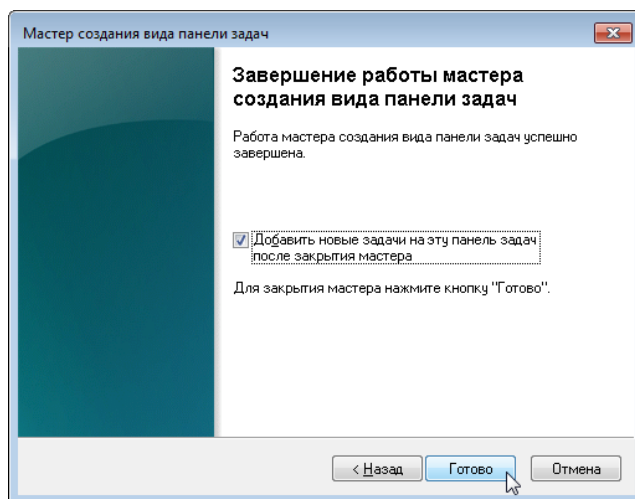 Мастер создания вида панели задач
Завершение работы мастера
создания вида панели задач
Работа мастера создания вида панели задач успешно
завершена.
Добавить новые задачи на эту панель задач
после закрытия мастера
Для закрытия мастера нажмите кнопку "Готово".
< Назад
Готово
Отмена